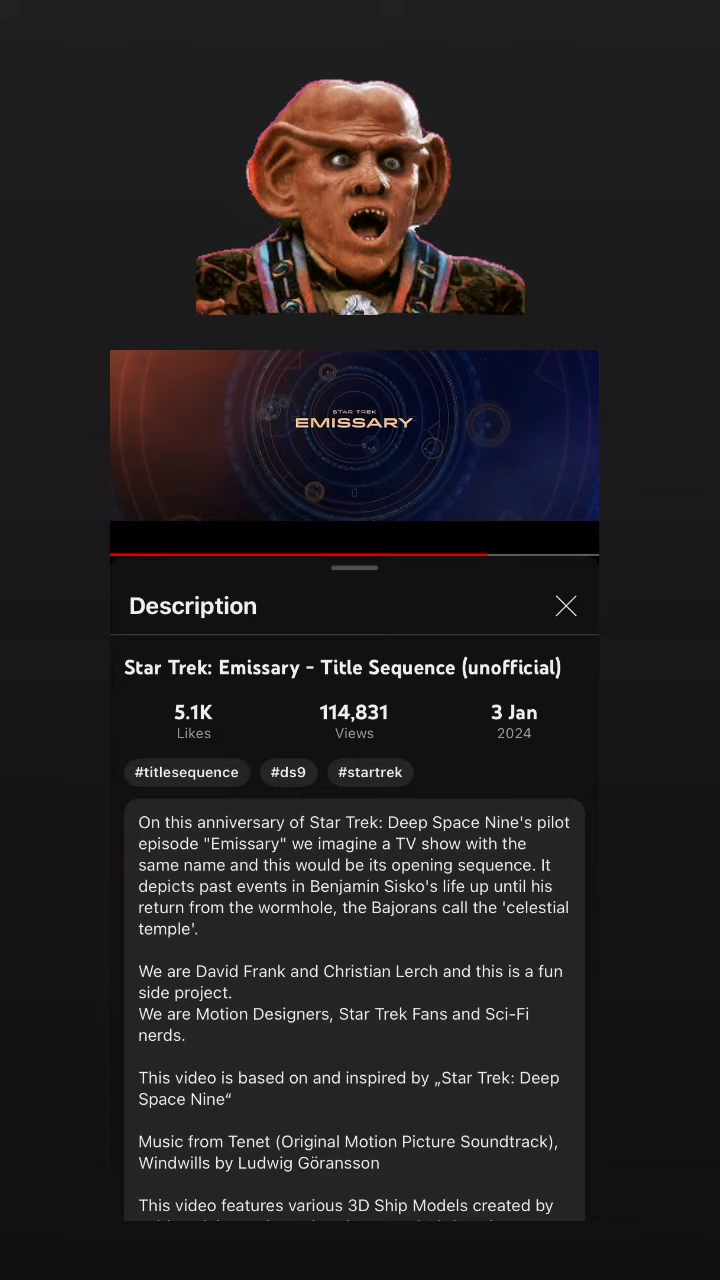 STAR TREK
EMISSARY
Description
Star Trek: Emissary - Title Sequence (unofficial)
5.1K
Likes
114,831
Views
3 Jan
2024
#titlesequence
#ds9
#startrek
On this anniversary of Star Trek: Deep Space Nine's pilot
episode "Emissary" we imagine a TV show with the
same name and this would be its opening sequence. It
depicts past events in Benjamin Sisko's life up until his
return from the wormhole, the Bajorans call the 'celestial
temple'.
We are David Frank and Christian Lerch and this is a fun
side project.
We are Motion Designers, Star Trek Fans and Sci-Fi
nerds.
This video is based on and inspired by „Star Trek: Deep
Space Nine“
Music from Tenet (Original Motion Picture Soundtrack),
Windwills by Ludwig Göransson
This video features various 3D Ship Models created by